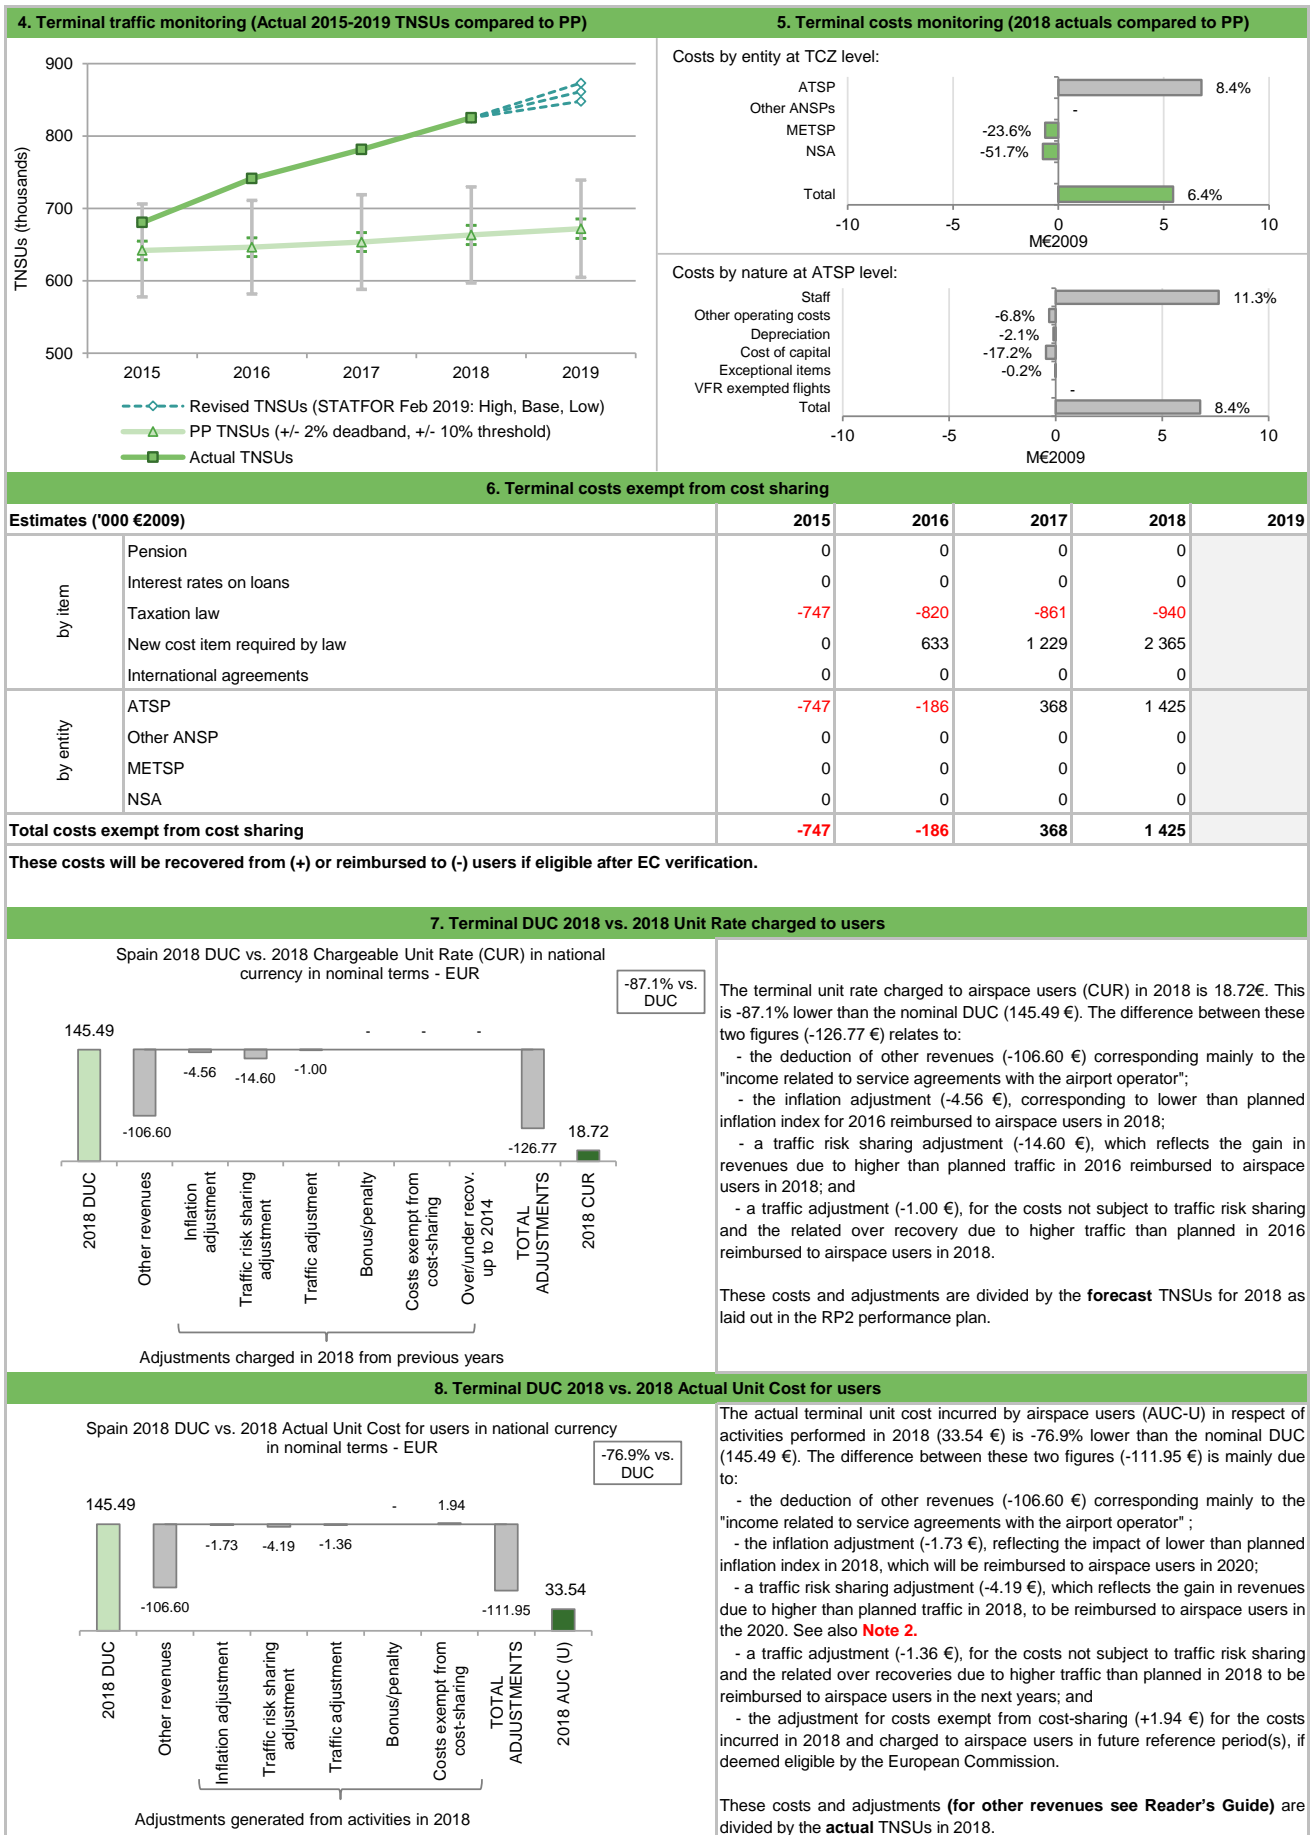 4. Terminal traffic monitoring (Actual 2015-2019 TNSUs compared to PP)
900
800
700
600
500
TNSUs (thousands)
2015 2016 2017 2018 2019
Revised TNSUs (STATFOR Feb 2019: High, Base, Low)
PP TNSUs (+/- 2% deadband, +/- 10% threshold)
Actual TNSUs
5. Terminal costs monitoring (2018 actuals compared to PP)
Costs by entity at TCZ level:
ATSP 8.4%
Other ANSPs -
METSP -23.6%
NSA -51.7%
Total 6.4%
-10 -5 0 5 10
M€2009
Costs by nature at ATSP level:
Staff 11.3%
Other operating costs -6.8%
Depreciation -2.1%
Cost of capital -17.2%
Exceptional items -0.2%
VFR exempted flights -
Total 8.4%
-10 -5 0 5 10
M€2009
6. Terminal costs exempt from cost sharing
Estimates ('000 €2009) 2015 2016 2017 2018 2019
by item
Pension 0 0 0 0
Interest rates on loans 0 0 0 0
Taxation law -747 -820 -861 -940
New cost item required by law 0 633 1 229 2 365
International agreements 0 0 0 0
by entity
ATSP -747 -186 368 1 425
Other ANSP 0 0 0 0
METSP 0 0 0 0
NSA 0 0 0 0
Total costs exempt from cost sharing -747 -186 368 1 425
These costs will be recovered from (+) or reimbursed to (-) users if eligible after EC verification.
7. Terminal DUC 2018 vs. 2018 Unit Rate charged to users
Spain 2018 DUC vs. 2018 Chargeable Unit Rate (CUR) in national
currency in nominal terms - EUR
-87.1% vs.
DUC
145.49
-106.60
-4.56
-14.60
-1.00
-
-
-
-126.77
18.72
2018 DUC
Other revenues
Inflation
adjustment
Traffic risk sharing
adjustment
Traffic adjustment
Bonus/penalty
Costs exempt from
cost-sharing
Over/under recov.
up to 2014
TOTAL
ADJUSTMENTS
2018 CUR
Adjustments charged in 2018 from previous years
The terminal unit rate charged to airspace users (CUR) in 2018 is 18.72€. This
is -87.1% lower than the nominal DUC (145.49 €). The difference between these
two figures (-126.77 €) relates to:
- the deduction of other revenues (-106.60 €) corresponding mainly to the
"income related to service agreements with the airport operator";
- the inflation adjustment (-4.56 €), corresponding to lower than planned
inflation index for 2016 reimbursed to airspace users in 2018;
- a traffic risk sharing adjustment (-14.60 €), which reflects the gain in
revenues due to higher than planned traffic in 2016 reimbursed to airspace
users in 2018; and
- a traffic adjustment (-1.00 €), for the costs not subject to traffic risk sharing
and the related over recovery due to higher traffic than planned in 2016
reimbursed to airspace users in 2018.
These costs and adjustments are divided by the forecast TNSUs for 2018 as
laid out in the RP2 performance plan.
8. Terminal DUC 2018 vs. 2018 Actual Unit Cost for users
Spain 2018 DUC vs. 2018 Actual Unit Cost for users in national currency
in nominal terms - EUR
-76.9% vs.
DUC
145.49
-106.60
-1.73
-4.19
-1.36
-
1.94
-111.95
33.54
2018 DUC
Other revenues
Inflation adjustment
Traffic risk sharing
adjustment
Traffic adjustment
Bonus/penalty
Costs exempt from
cost-sharing
TOTAL
ADJUSTMENTS
2018 AUC (U)
Adjustments generated from activities in 2018
The actual terminal unit cost incurred by airspace users (AUC-U) in respect of
activities performed in 2018 (33.54 €) is -76.9% lower than the nominal DUC
(145.49 €). The difference between these two figures (-111.95 €) is mainly due
to:
- the deduction of other revenues (-106.60 €) corresponding mainly to the
"income related to service agreements with the airport operator" ;
- the inflation adjustment (-1.73 €), reflecting the impact of lower than planned
inflation index in 2018, which will be reimbursed to airspace users in 2020;
- a traffic risk sharing adjustment (-4.19 €), which reflects the gain in revenues
due to higher than planned traffic in 2018, to be reimbursed to airspace users in
the 2020. See also Note 2.
- a traffic adjustment (-1.36 €), for the costs not subject to traffic risk sharing
and the related over recoveries due to higher traffic than planned in 2018 to be
reimbursed to airspace users in the next years; and
- the adjustment for costs exempt from cost-sharing (+1.94 €) for the costs
incurred in 2018 and charged to airspace users in future reference period(s), if
deemed eligible by the European Commission.
These costs and adjustments (for other revenues see Reader's Guide) are
divided by the actual TNSUs in 2018.